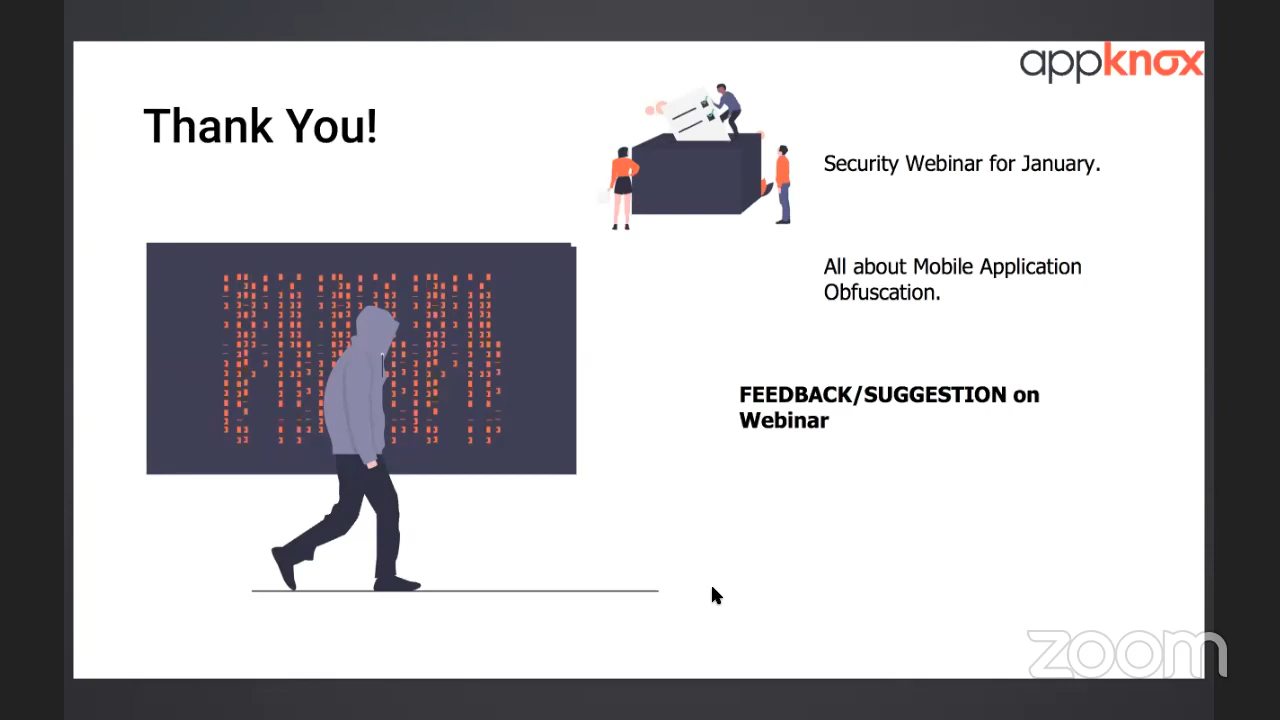 appknox
Thank You!
Security Webinar for January.
All about Mobile Application
Obfuscation.
FEEDBACK/SUGGESTION on
Webinar
zoom